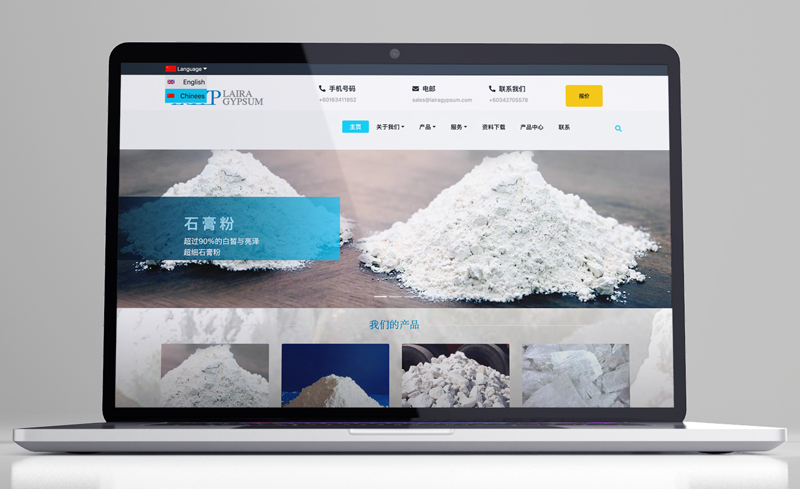 Language
English
Chinees
LAIRA
GYPSUM
手机号码
+60163411652
电邮
sales@lairagypsum.com
联系我们
+60342705578
报价
主页 关于我们 产品 服务 资料下载 产品中心 联系
石膏粉
超过90%的白皙与亮泽
超细石膏粉
我们的产品